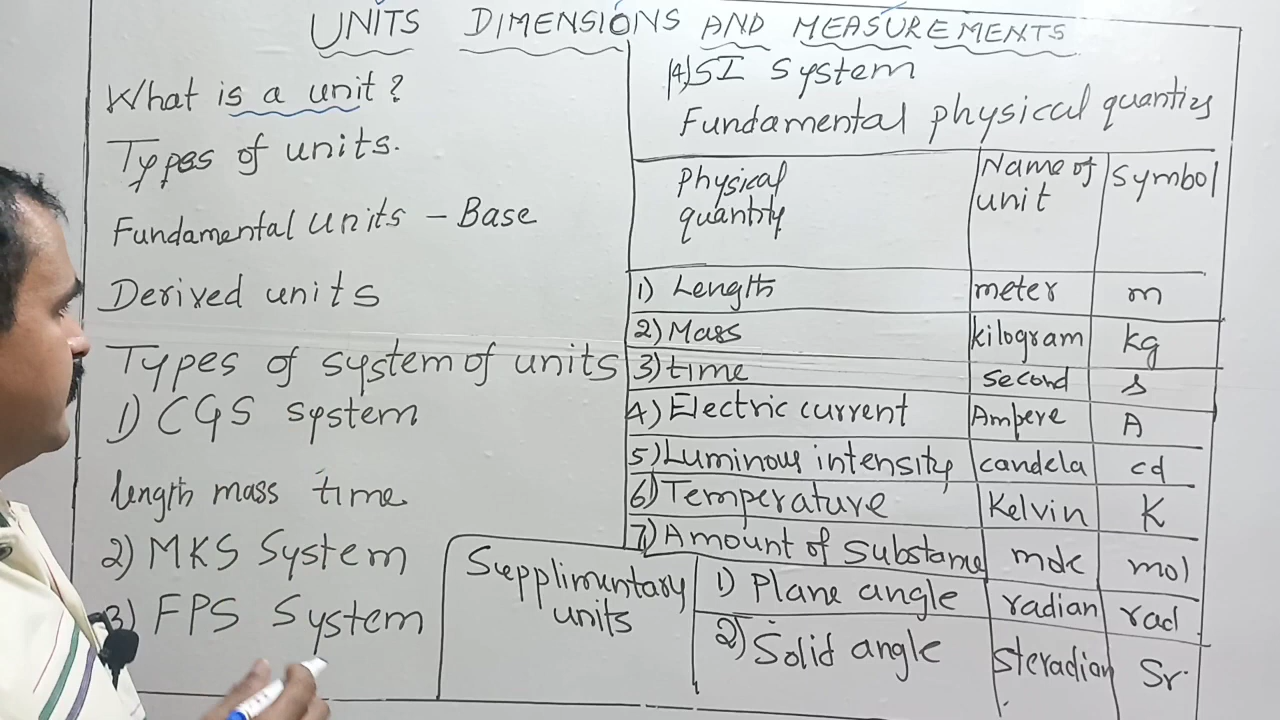 UNITS DIMENSIONS AND MEASUREMENTS
What is a unit?
Types of units.
Fundamental units - Base
Derived units
Types of system of units
1) CGS system
length mass time
2) MKS System
3) FPS System
(4) SI System
Fundamental physical quantizs
Physical quantity Name of unit Symbol
1) Length meter m
2) Mass kilogram kg
3) time second s
4) Electric current Ampere A
5) Luminous intensity candela cd
6) Temperature Kelvin K
7) Amount of Substame mole mol
Supplimentary units
1) Plane angle radian rad
2) Solid angle steradian Sr